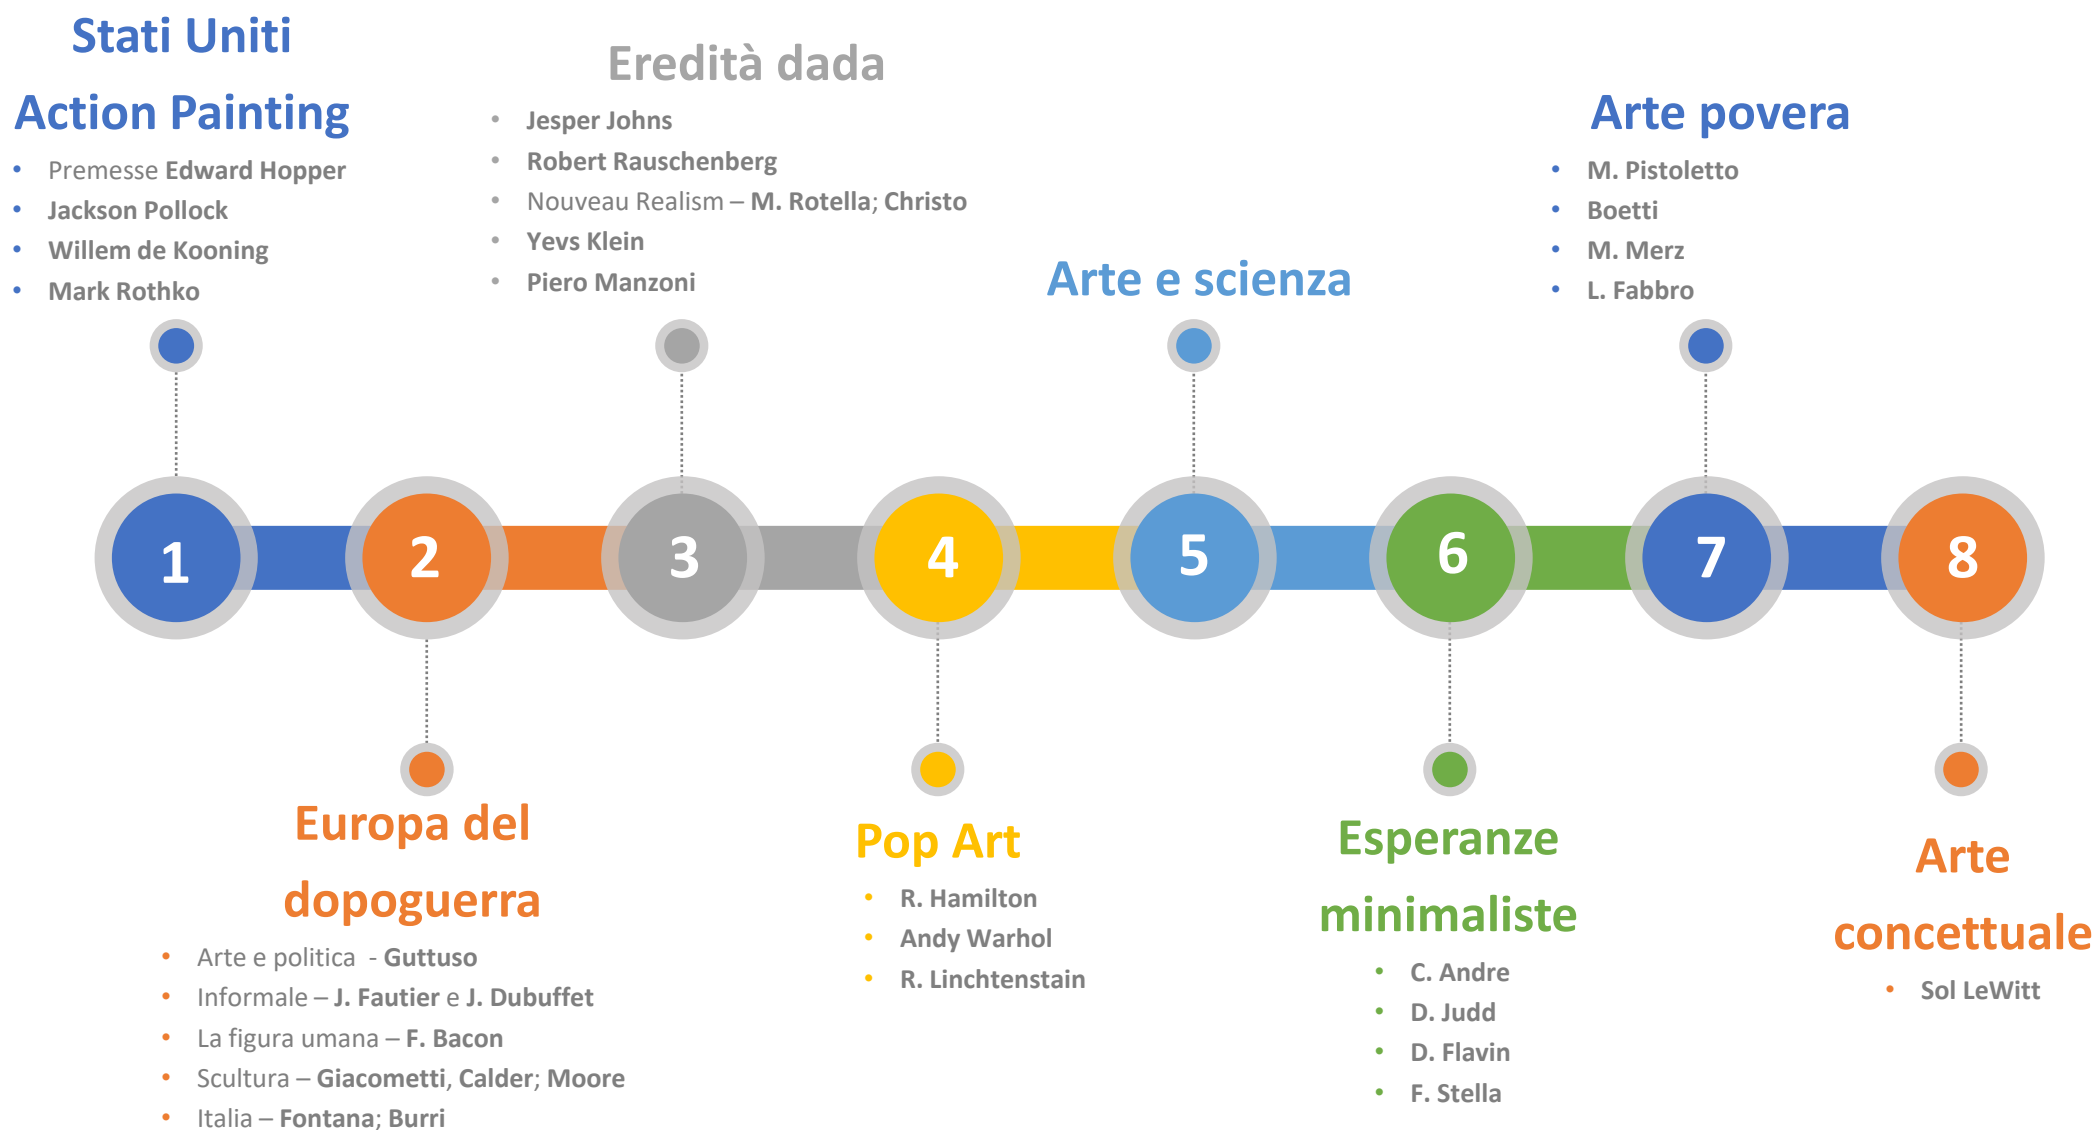 Stati Uniti
Action Painting
• Premesse Edward Hopper
• Jackson Pollock
• Willem de Kooning
• Mark Rothko
Eredità dada
• Jesper Johns
• Robert Rauschenberg
• Nouveau Realism – M. Rotella; Christo
• Yevs Klein
• Piero Manzoni
Arte e scienza
Arte povera
• M. Pistoletto
• Boetti
• M. Merz
• L. Fabbro
1
2
3
4
5
6
7
8
Europa del
dopoguerra
• Arte e politica - Guttuso
• Informale – J. Fautier e J. Dubuffet
• La figura umana – F. Bacon
• Scultura – Giacometti, Calder; Moore
• Italia – Fontana; Burri
Pop Art
• R. Hamilton
• Andy Warhol
• R. Linchtenstain
Esperanze
minimaliste
• C. Andre
• D. Judd
• D. Flavin
• F. Stella
Arte
concettuale
• Sol LeWitt